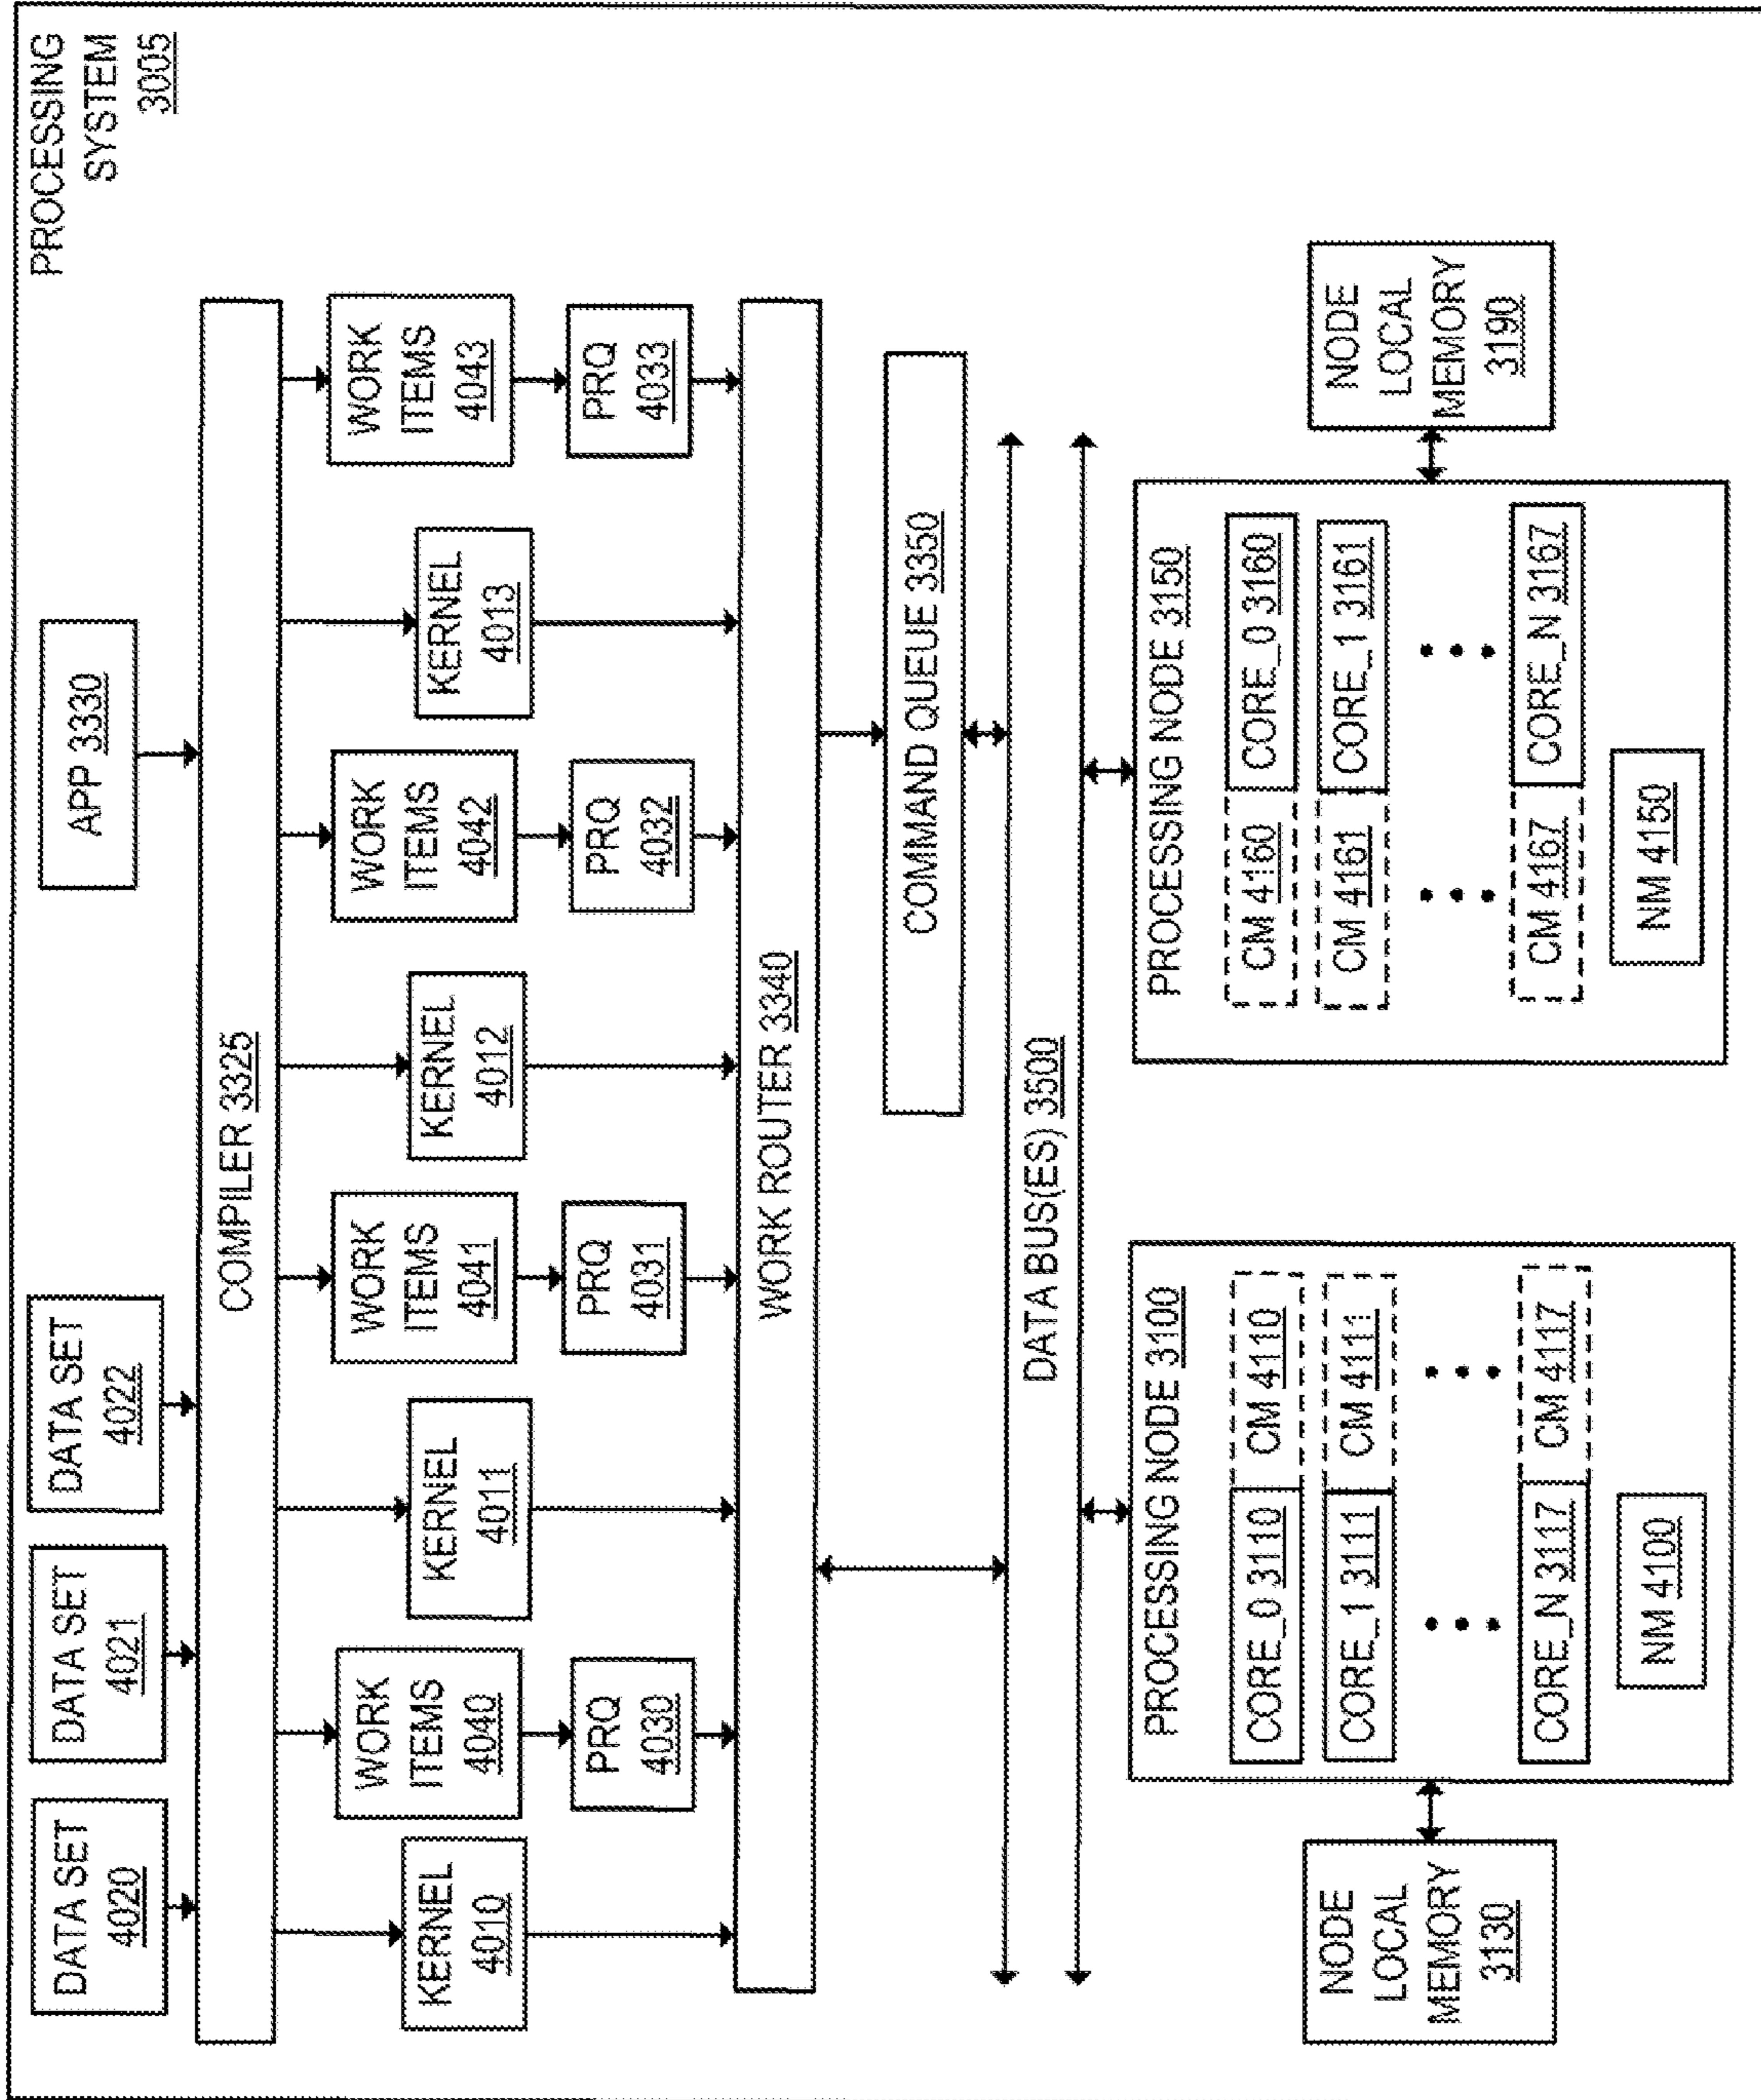 PROCESSING
SYSTEM
3005
DATA SET
4020
DATA SET
4021
DATA SET
4022
APP 3330
COMPILER 3325
KERNEL
4010
WORK
ITEMS
4040
PRQ
4030
KERNEL
4011
WORK
ITEMS
4041
PRQ
4031
KERNEL
4012
WORK
ITEMS
4042
PRQ
4032
KERNEL
4013
WORK
ITEMS
4043
PRQ
4033
WORK ROUTER 3340
COMMAND QUEUE 3350
DATA BUS(ES) 3500
NODE
LOCAL
MEMORY
3130
PROCESSING NODE 3100
CORE_0 3110 CM 4110
CORE_1 3111 CM 4111
CORE_N 3117 CM 4117
NM 4100
PROCESSING NODE 3150
CM 4160 CORE_0 3160
CM 4161 CORE_1 3161
CM 4167 CORE_N 3167
NM 4150
NODE
LOCAL
MEMORY
3190